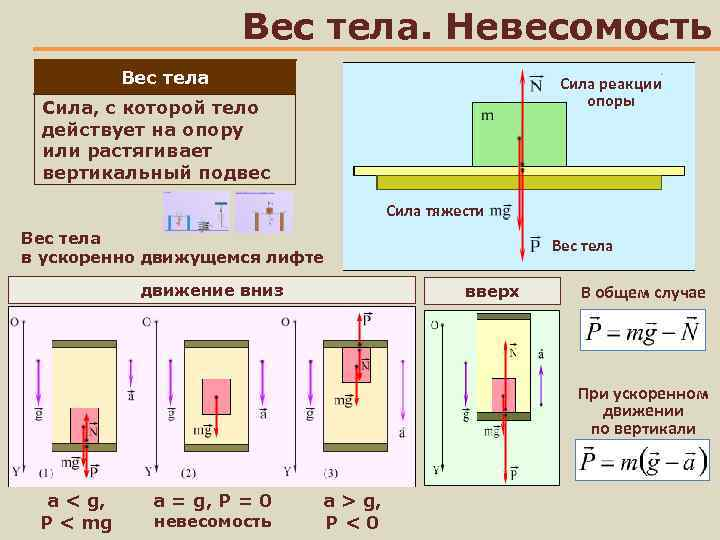 Вес тела. Невесомость
Вес тела
Сила, с которой тело
действует на опору
или растягивает
вертикальный подвес
N
Сила реакции
опоры
m
Сила тяжести mg
P
Вес тела
Вес тела
в ускоренно движущемся лифте
движение вниз
вверх
В общем случае
P = mg − N
При ускоренном
движении
по вертикали
P = m(g − a)
O
g
N
a
mg
P
Y
(1)
O
g
a
mg
Y
(2)
O
P
N
g
mg
a
Y
(3)
O
N
a
g
mg
Y
p
a < g,
P < mg
a = g, P = 0
невесомость
a > g,
P < 0